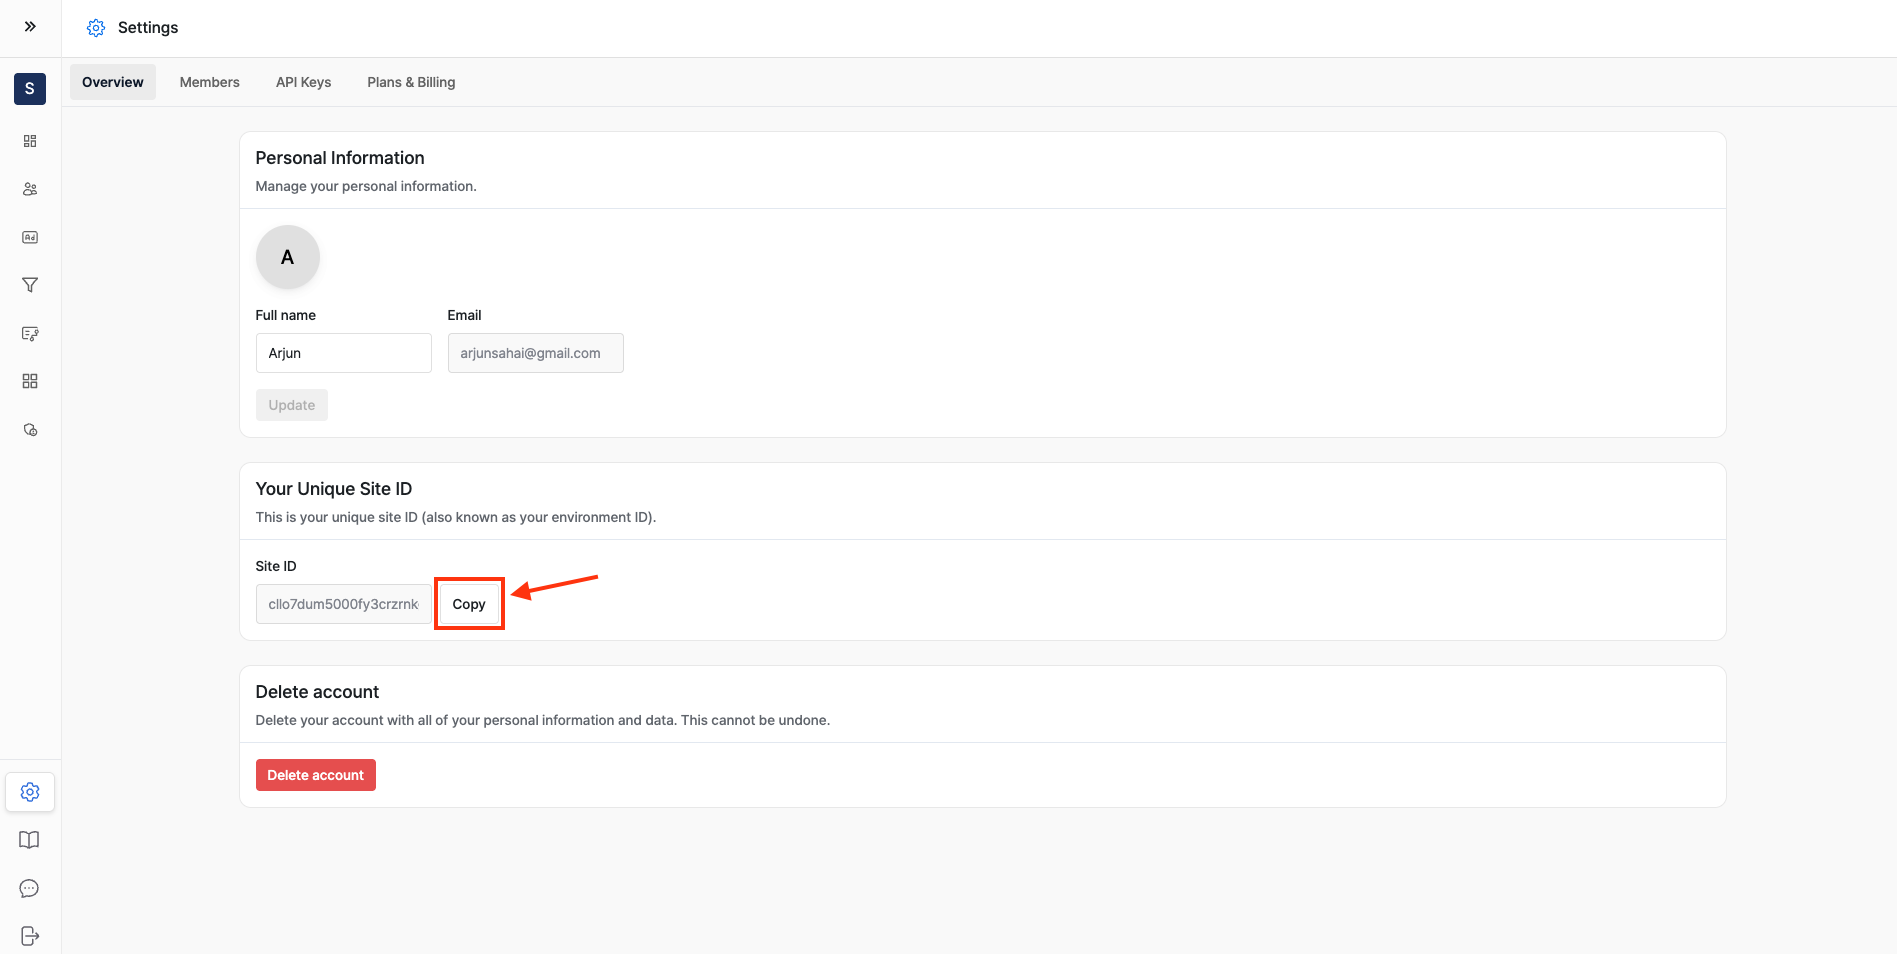 Settings
S
Overview Members API Keys Plans & Billing
Personal Information
Manage your personal information.
A
Full name Email
Arjun arjunsahai@gmail.com
Update
Your Unique Site ID
This is your unique site ID (also known as your environment ID).
Site ID
cllo7dum5000fy3crzrnk Copy
Delete account
Delete your account with all of your personal information and data. This cannot be undone.
Delete account
Ad